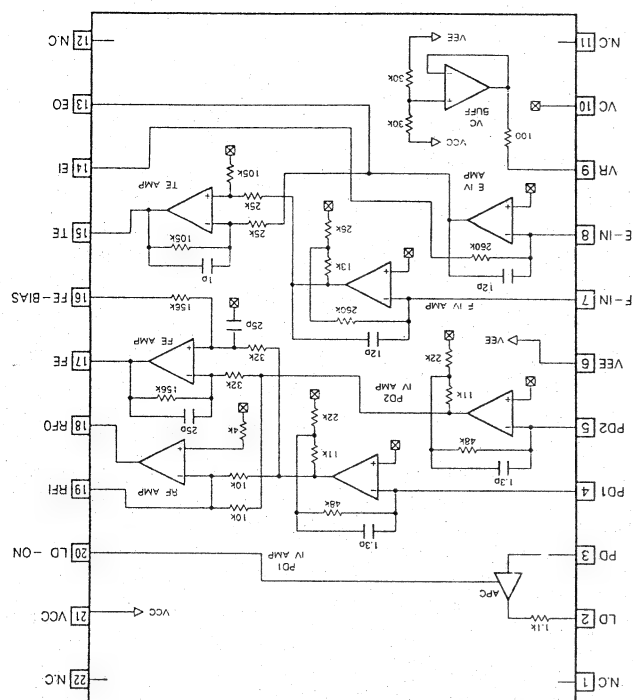 N.C 1
22 N.C
LD 2
1.1k
VCC
21 VCC
APC
PD 3
PD1
IV AMP
20 LD-ON
1.3p
1.3p
48k
10k
PD1 4
19 RFI
11k
10k
RF AMP
1.3p
48k
22k
4k
18 RFO
PD2 5
25p
PD2
IV AMP
11k
156k
32k
VEE 6
17 FE
VEE
22k
32k
FE AMP
12p
25p
260k
F-IN 7
156k
16 FE-BIAS
F IV AMP
13k
12p
1p
260k
26k
105k
E-IN 8
25k
15 TE
E IV
AMP
25k
TE AMP
VR 9
105k
14 EI
100
VCC
VC
BUFF
30k
VC 10
13 EO
30k
VEE
N.C 11
12 N.C